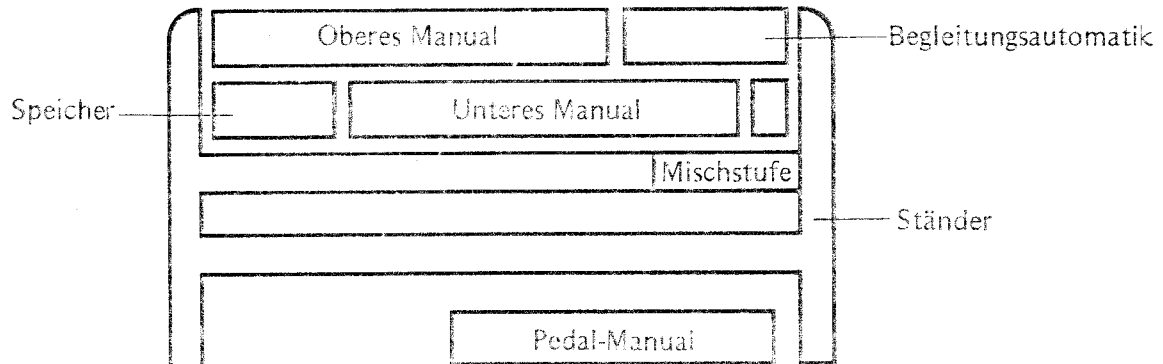 Oberes Manual
Begleitungsautomatik
Speicher
Unteres Manual
Mischstufe
Ständer
Pedal-Manual